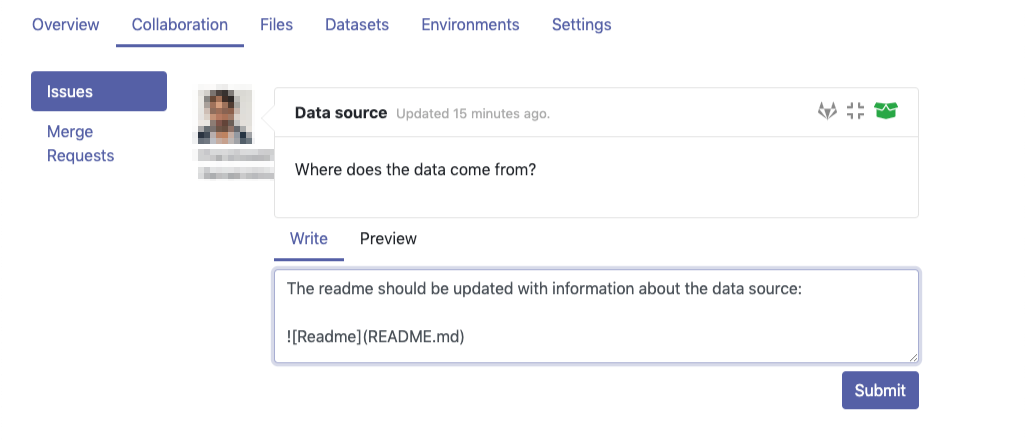 Overview Collaboration Files Datasets Environments Settings
Issues
Merge
Requests
Data source Updated 15 minutes ago.
Where does the data come from?
Write Preview
The readme should be updated with information about the data source:
![Readme](README.md)
Submit